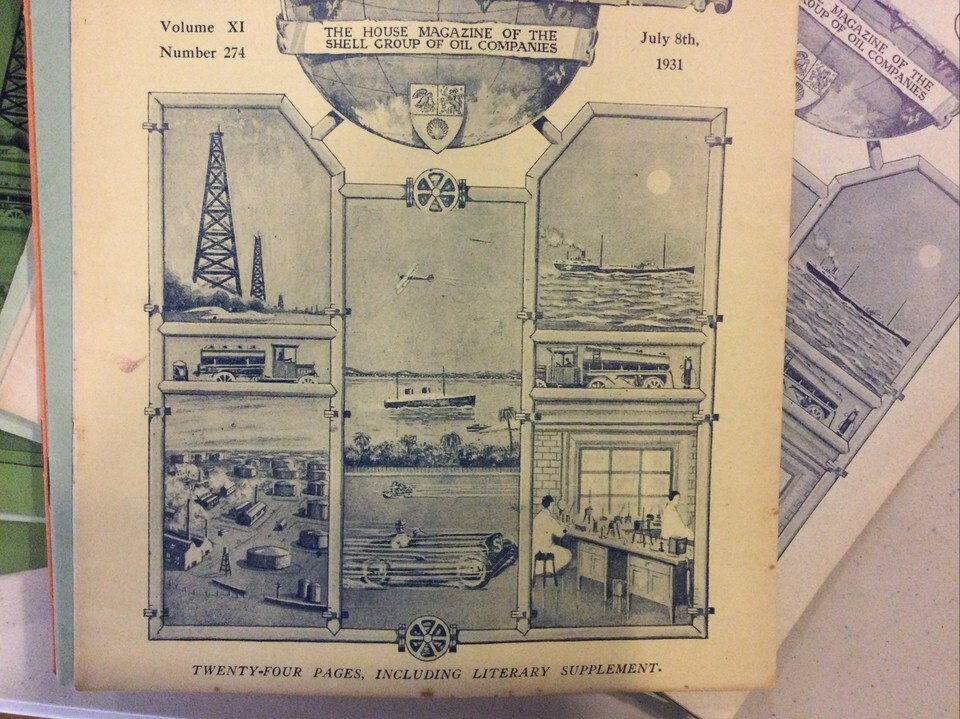 Volume XI
Number 274
THE HOUSE MAGAZINE OF THE
SHELL GROUP OF OIL COMPANIES
July 8th,
1931
S
TWENTY-FOUR PAGES, INCLUDING LITERARY SUPPLEMENT.
MAGAZINE OF THE
GROUP OF OIL COMPANIES